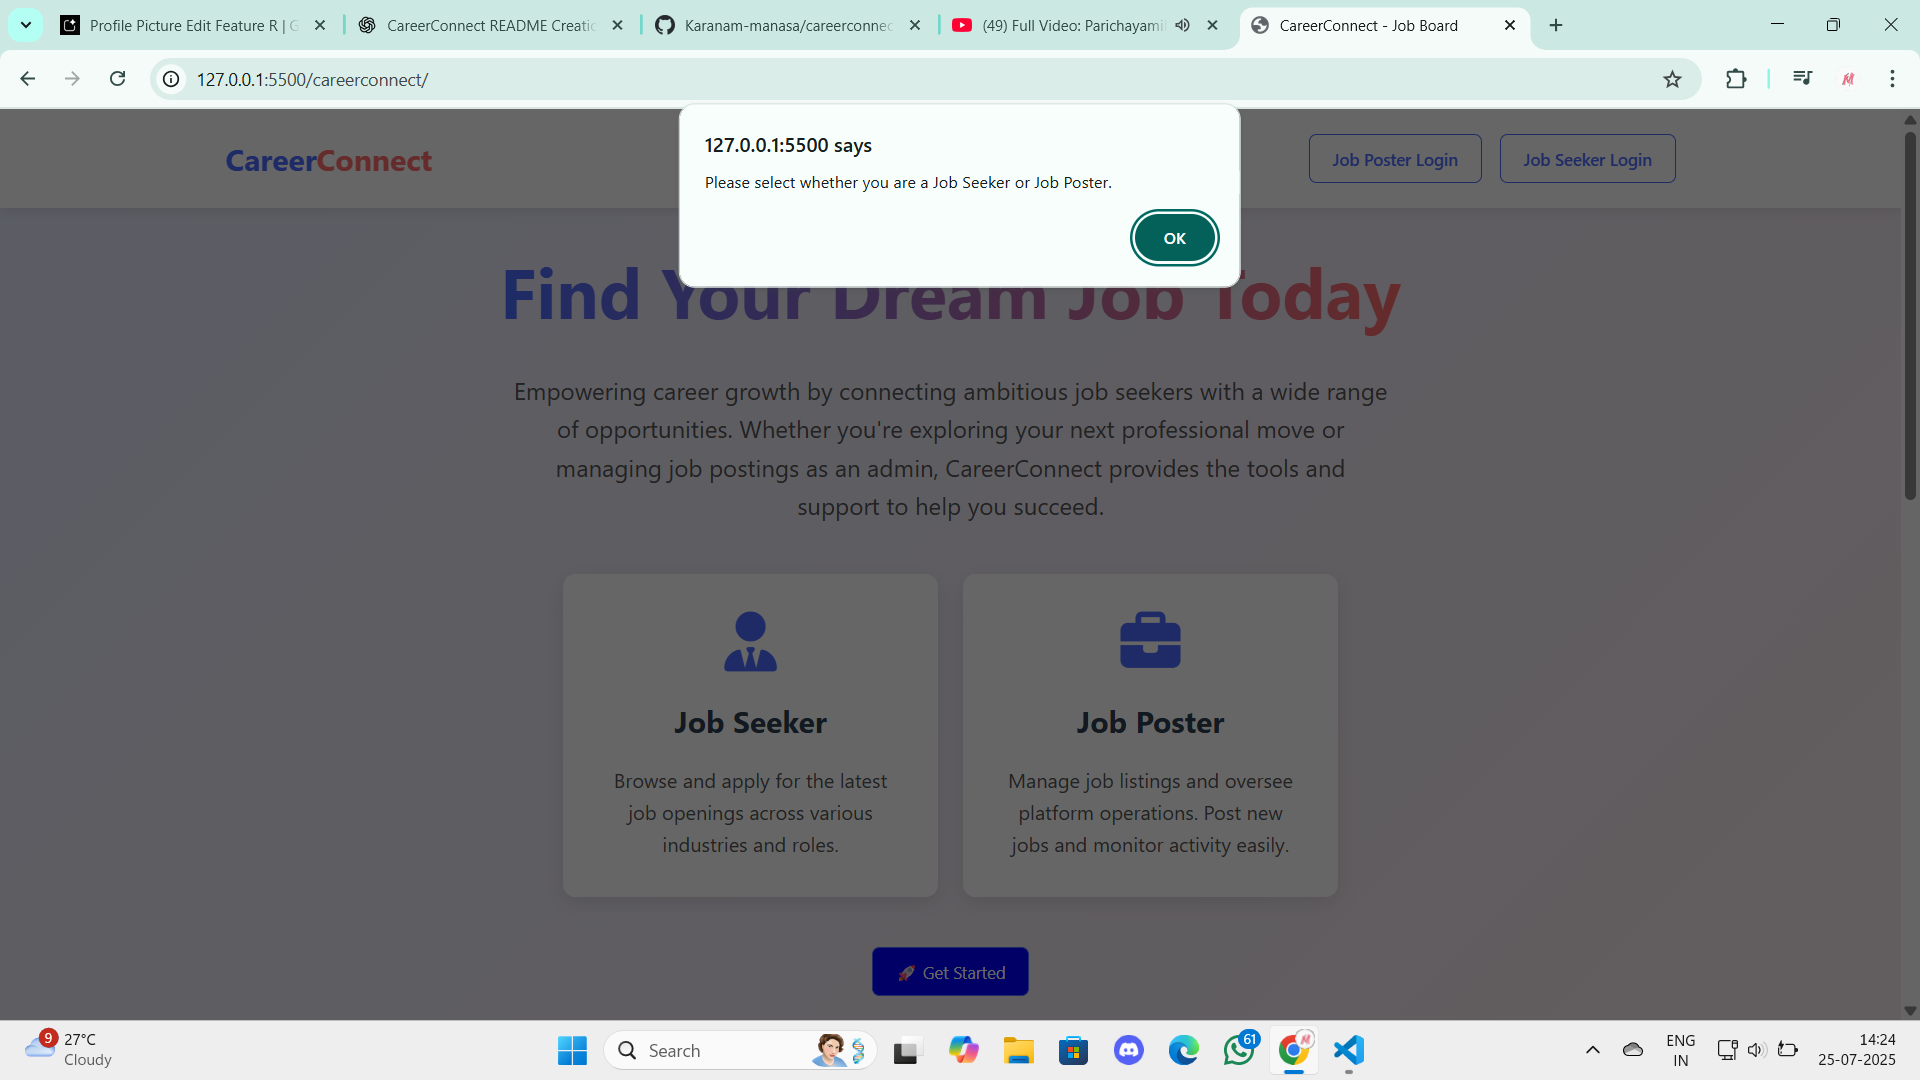 Profile Picture Edit Feature R | G
CareerConnect README Creatic
Karanam-manasa/careerconnec
(49) Full Video: Parichayamil
CareerConnect - Job Board
127.0.0.1:5500/careerconnect/
127.0.0.1:5500 says
Please select whether you are a Job Seeker or Job Poster.
OK
CareerConnect
Job Poster Login
Job Seeker Login
Find Your Dream Job Today
Empowering career growth by connecting ambitious job seekers with a wide range
of opportunities. Whether you're exploring your next professional move or
managing job postings as an admin, CareerConnect provides the tools and
support to help you succeed.
Job Seeker
Browse and apply for the latest
job openings across various
industries and roles.
Job Poster
Manage job listings and oversee
platform operations. Post new
jobs and monitor activity easily.
🚀 Get Started
9
27°C
Cloudy
Search
61
ENG
IN
14:24
25-07-2025